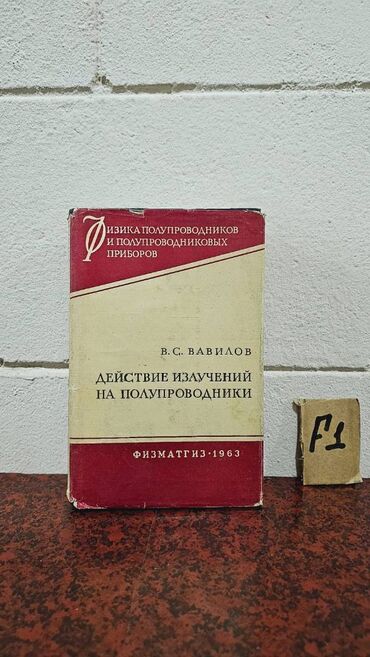 ФИЗИКА ПОЛУПРОВОДНИКОВ
И ПОЛУПРОВОДНИКОВЫХ
ПРИБОРОВ
В. С. ВАВИЛОВ
ДЕЙСТВИЕ ИЗЛУЧЕНИЙ
НА ПОЛУПРОВОДНИКИ
ФИЗМАТГИЗ · 1963
F1